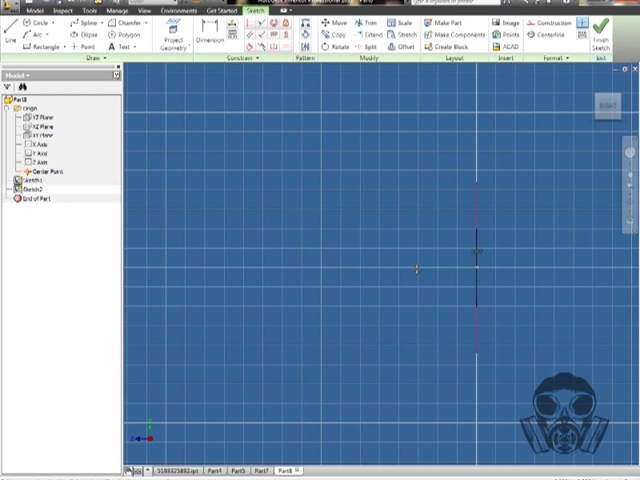 Model Inspect Tools Manage View Environments Get Started Sketch
Line
Circle
Arc
Rectangle
Spline
Ellipse
Point
Chamfer
Polygon
Text
Project Geometry
Dimension
Move
Copy
Rotate
Trim
Extend
Split
Scale
Stretch
Offset
Make Part
Make Components
Create Block
Image
Points
ACAD
Construction
Centerline
Finish Sketch
Draw
Constrain
Pattern
Modify
Layout
Insert
Format
Exit
Model
Part8
Origin
YZ Plane
XZ Plane
XY Plane
X Axis
Y Axis
Z Axis
Center Point
Sketch1
Sketch2
End of Part
RIGHT
Z
Part4
Part5
Part7
Part8